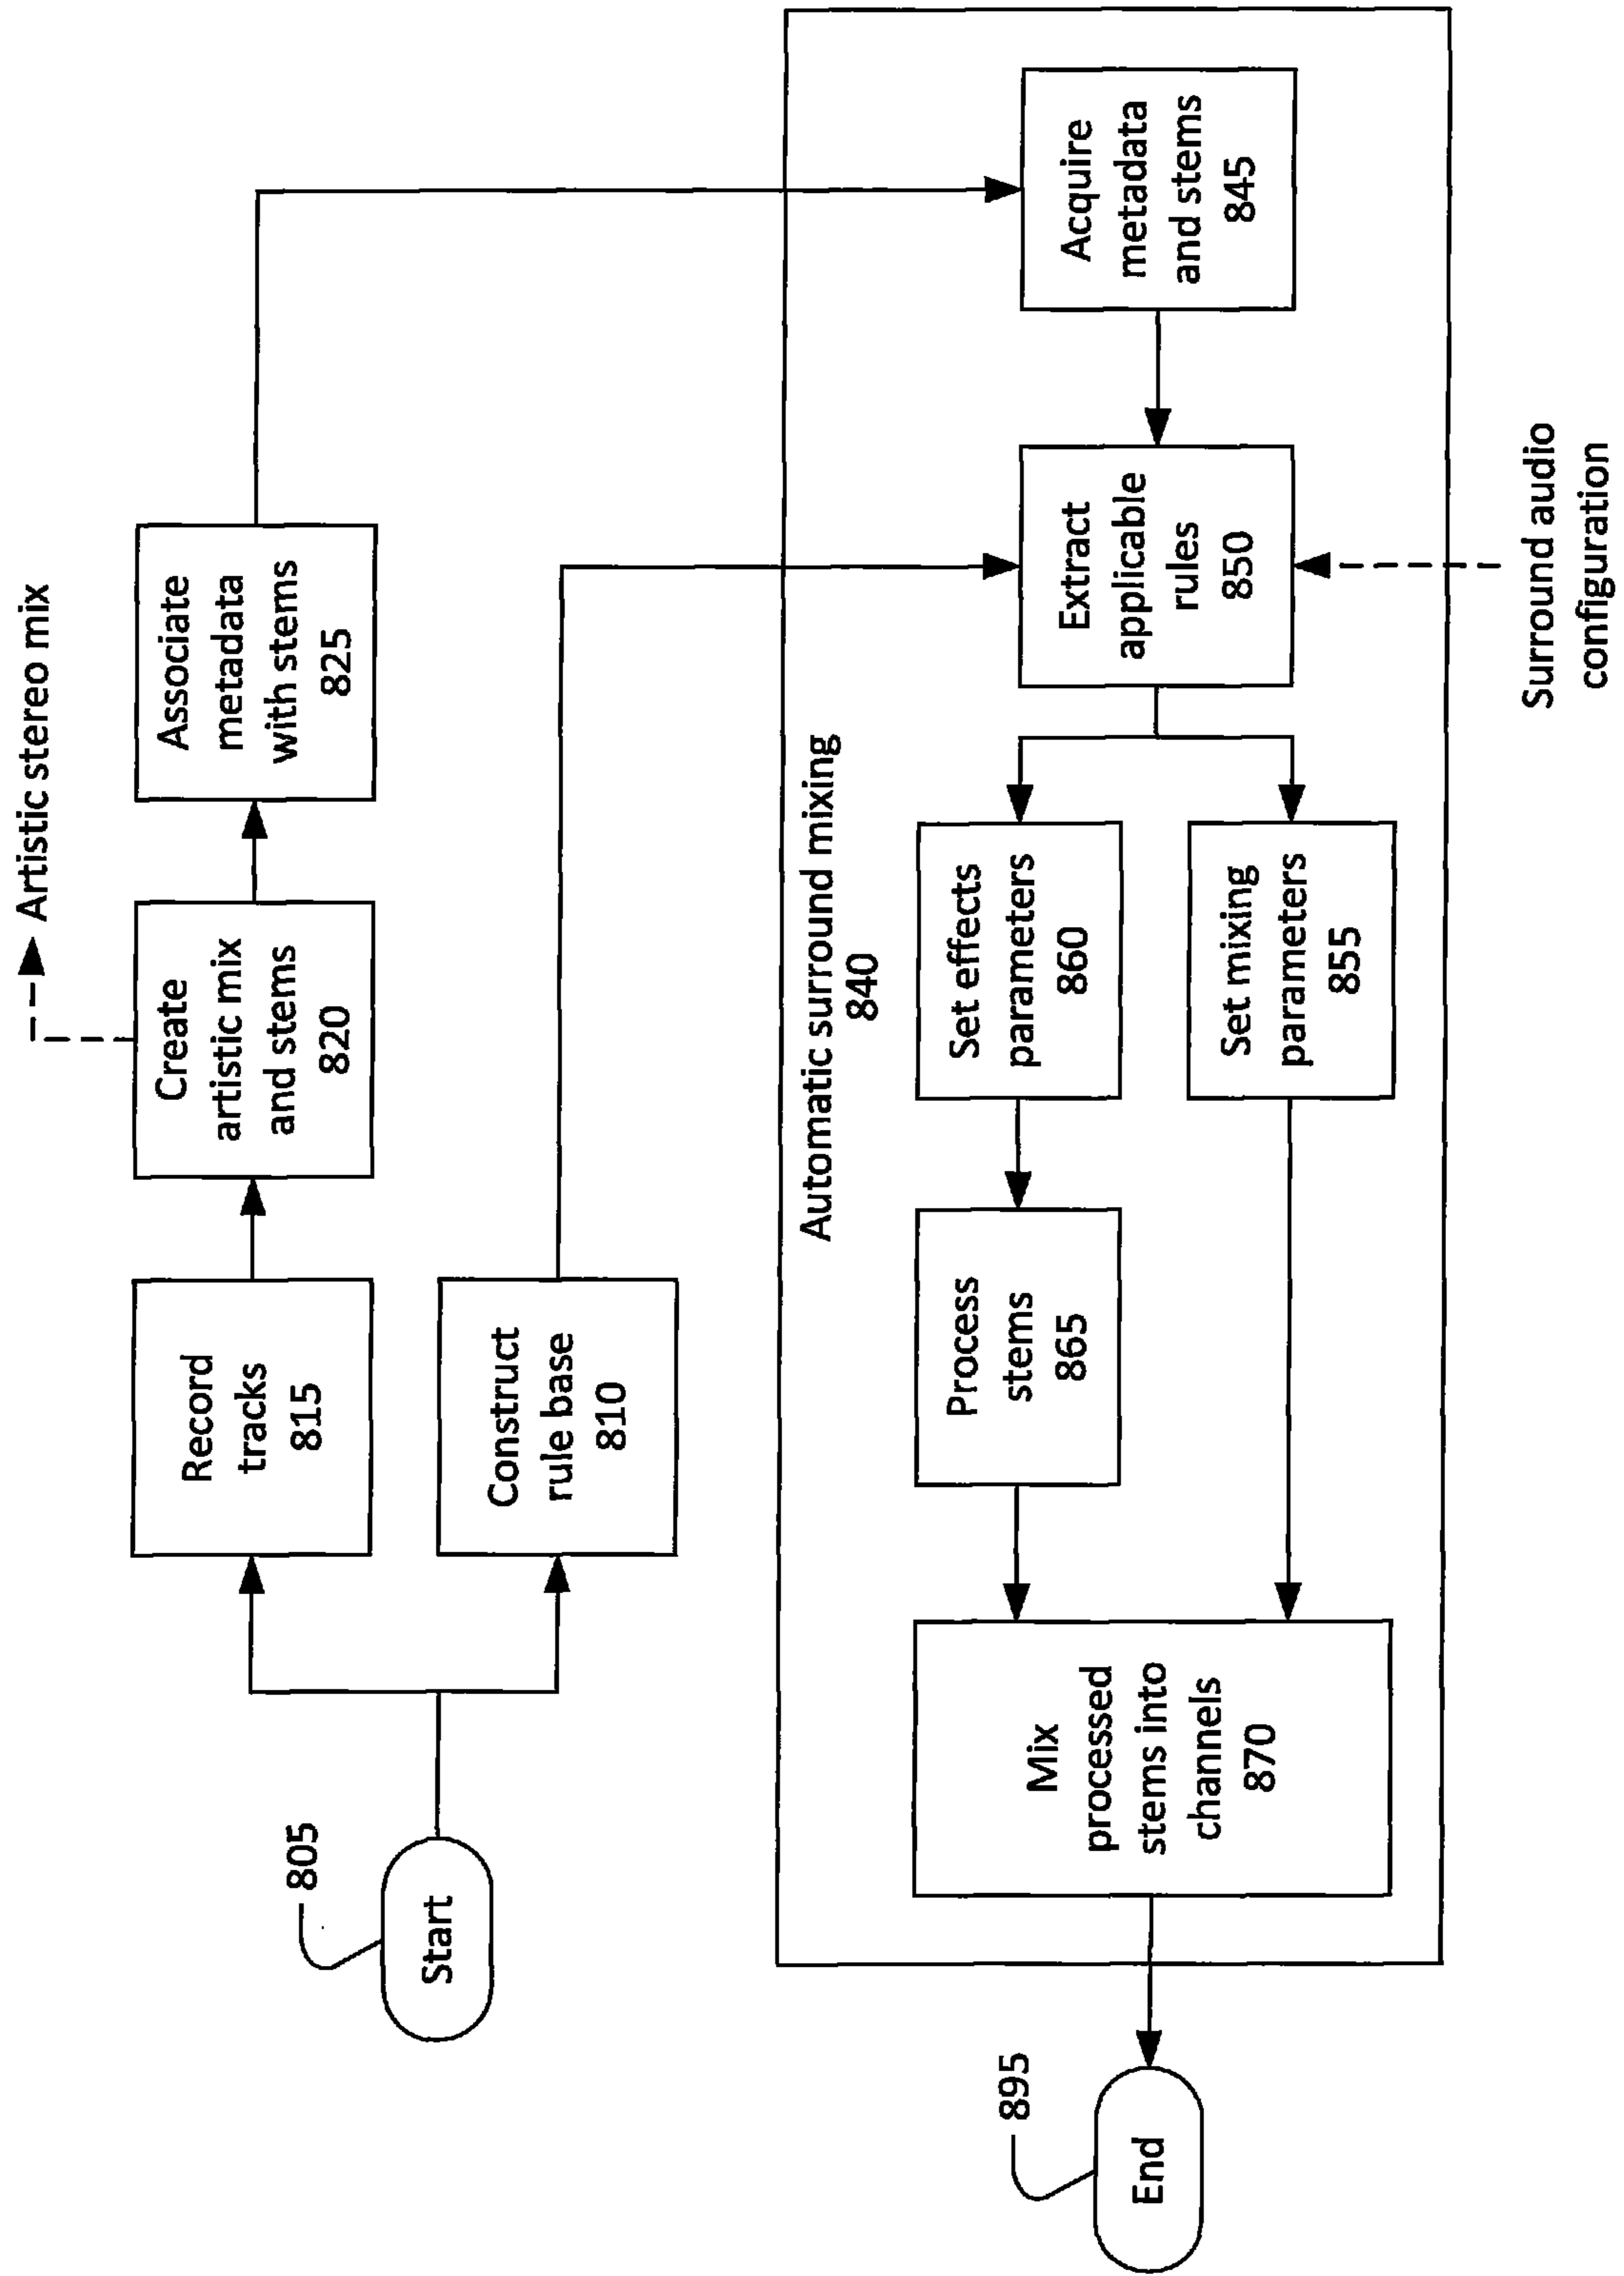 Artistic stereo mix
805
Start
Record
tracks
815
Create
artistic mix
and stems
820
Associate
metadata
with stems
825
Construct
rule base
810
Automatic surround mixing
840
Acquire
metadata
and stems
845
Extract
applicable
rules
850
Surround audio
configuration
Set effects
parameters
860
Set mixing
parameters
855
Process
stems
865
Mix
processed
stems into
channels
870
895
End